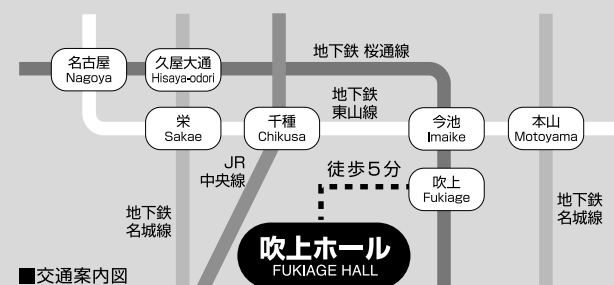 地下鉄 桜通線
名古屋
Nagoya
久屋大通
Hisaya-odori
地下鉄
東山線
栄
Sakae
千種
Chikusa
今池
Imaike
本山
Motoyama
JR
中央線
徒歩5分
吹上
Fukiage
地下鉄
名城線
地下鉄
名城線
吹上ホール
FUKIAGE HALL
■交通案内図